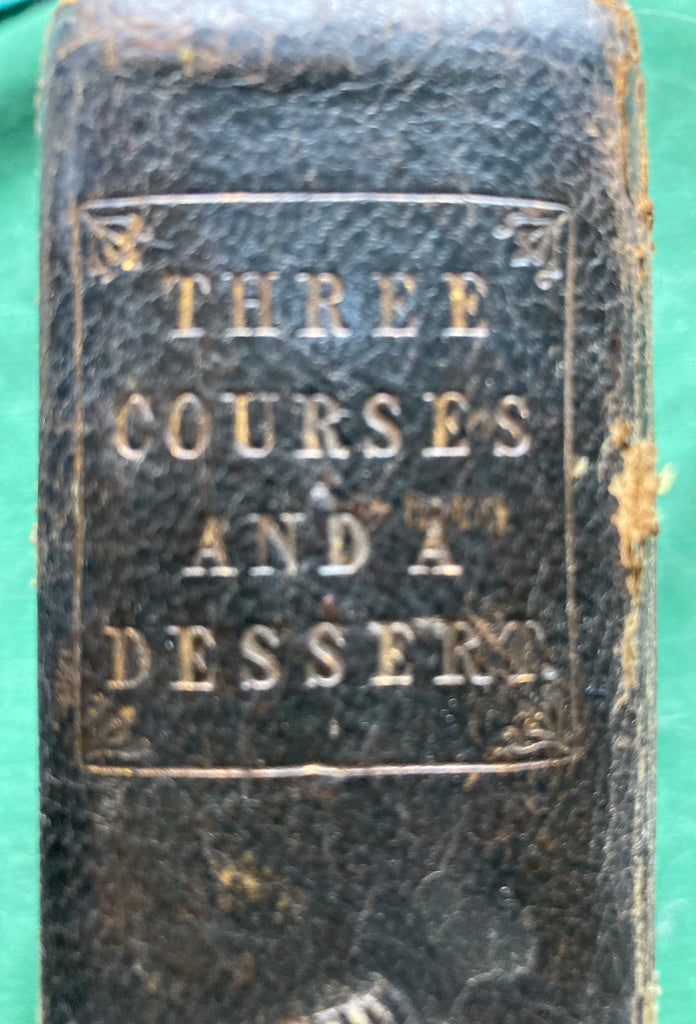 THREE
COURSES
AND A
DESSERT.